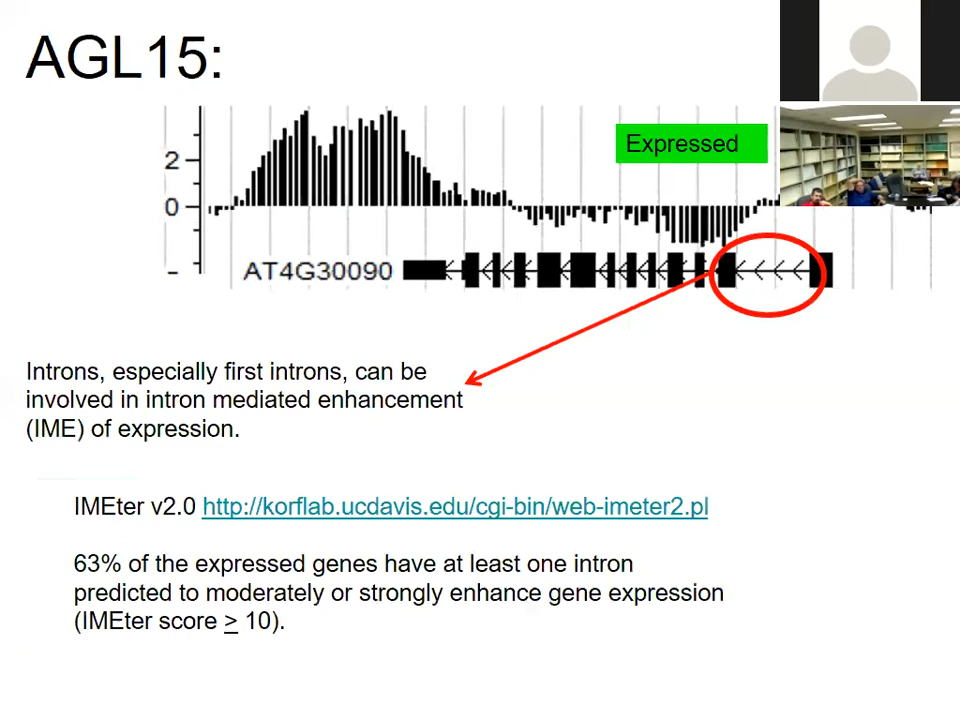 AGL15:
Expressed
2
0
-
AT4G30090
Introns, especially first introns, can be
involved in intron mediated enhancement
(IME) of expression.
IMEter v2.0 http://korflab.ucdavis.edu/cgi-bin/web-imeter2.pl
63% of the expressed genes have at least one intron
predicted to moderately or strongly enhance gene expression
(IMEter score > 10).